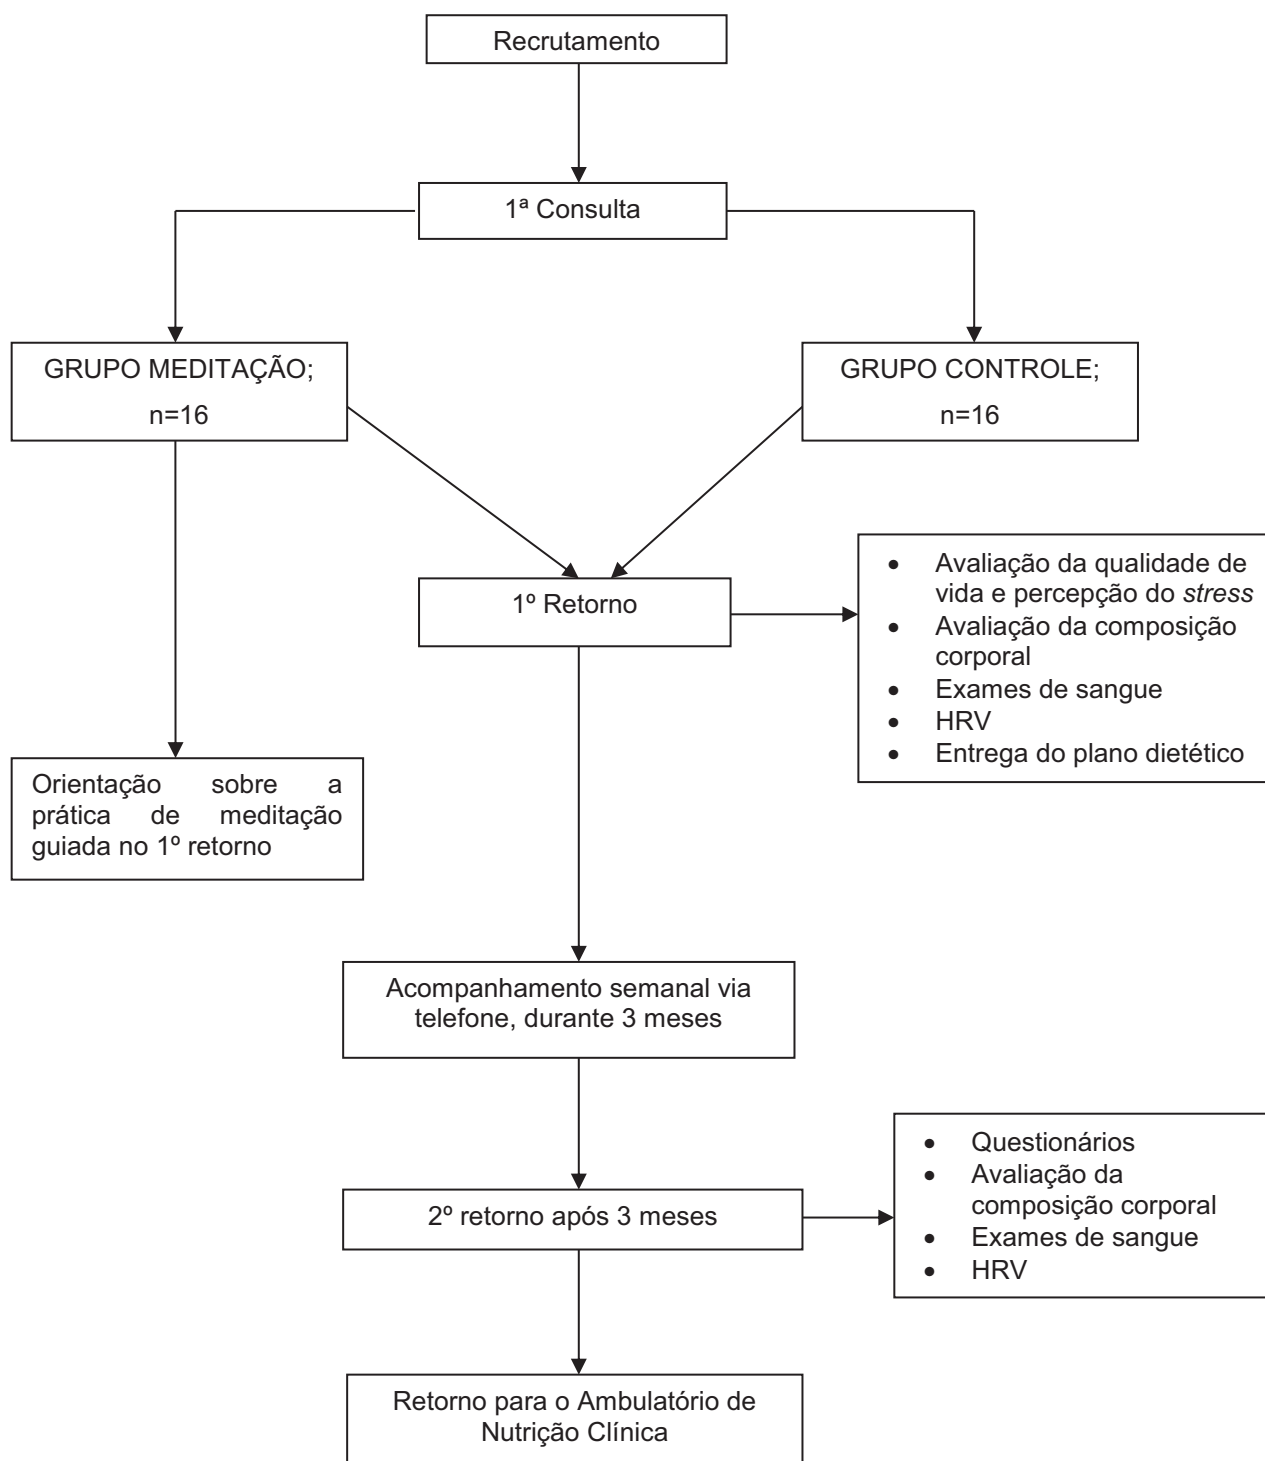 Recrutamento
1ª Consulta
GRUPO MEDITAÇÃO;
n=16
GRUPO CONTROLE;
n=16
1º Retorno
• Avaliação da qualidade de
vida e percepção do stress
• Avaliação da composição
corporal
• Exames de sangue
• HRV
• Entrega do plano dietético
Orientação sobre a
prática de meditação
guiada no 1º retorno
Acompanhamento semanal via
telefone, durante 3 meses
2º retorno após 3 meses
• Questionários
• Avaliação da
composição corporal
• Exames de sangue
• HRV
Retorno para o Ambulatório de
Nutrição Clínica